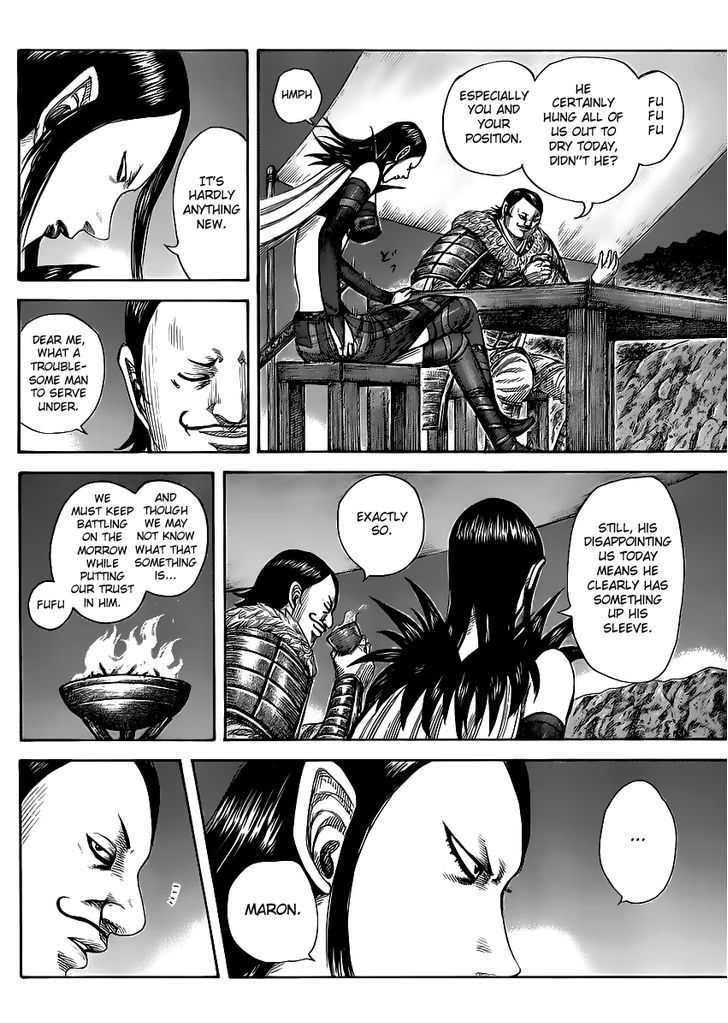 FU
FU
FU
HE
CERTAINLY
HUNG ALL OF
US OUT TO
DRY TODAY,
DIDN"T HE?
ESPECIALLY
YOU AND
YOUR
POSITION.
HMPH
IT'S
HARDLY
ANYTHING
NEW.
DEAR ME,
WHAT A
TROUBLE-
SOME MAN
TO SERVE
UNDER.
STILL, HIS
DISAPPOINTING
US TODAY
MEANS HE
CLEARLY HAS
SOMETHING
UP HIS
SLEEVE.
EXACTLY
SO.
AND
THOUGH
WE MAY
NOT KNOW
WHAT THAT
SOMETHING
IS...
WE
MUST KEEP
BATTLING
ON THE
MORROW
WHILE
PUTTING
OUR TRUST
IN HIM.
FUFU
...
MARON.